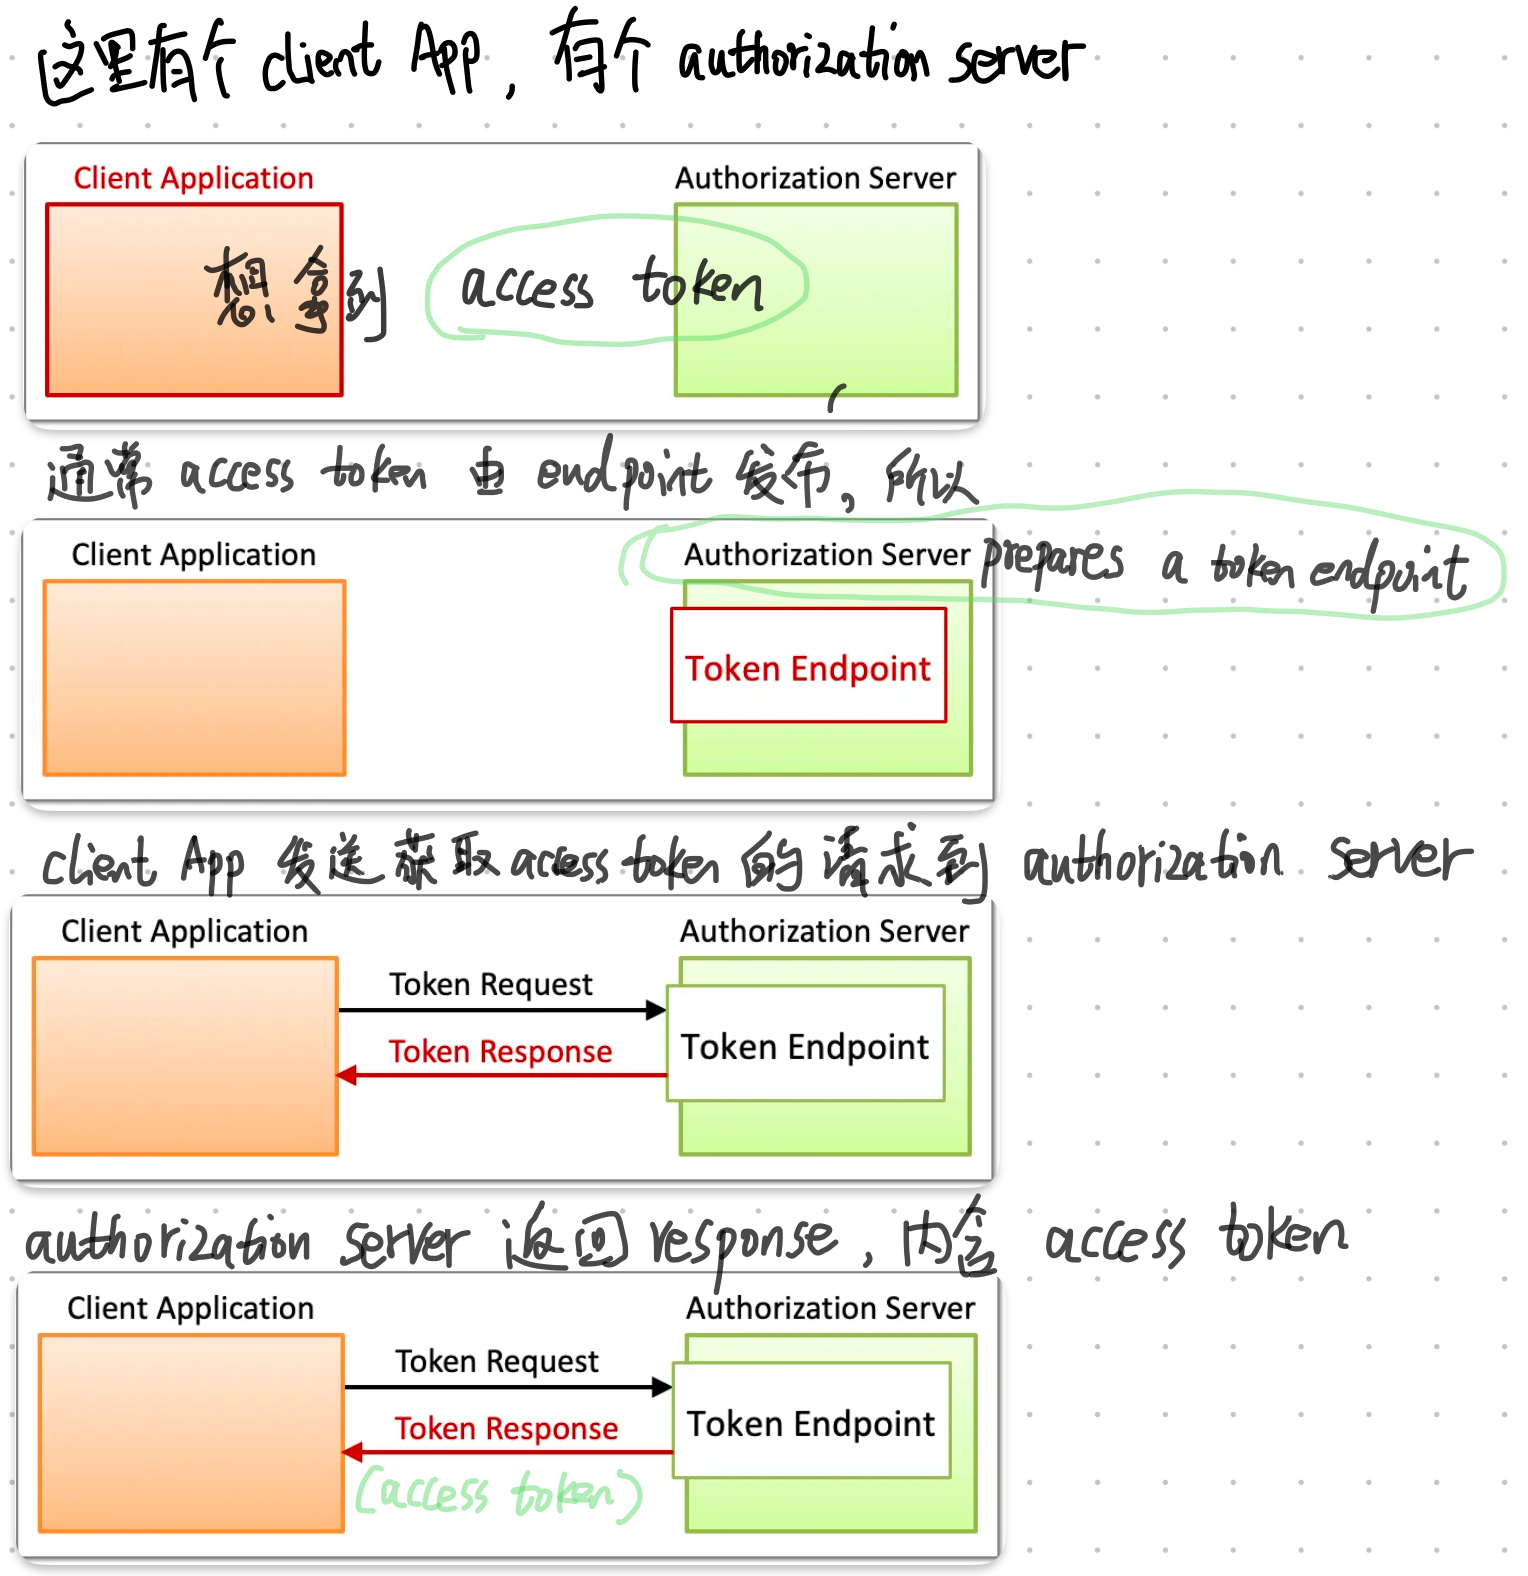 这里有个 client App, 有个 authorization server
Client Application
Authorization Server
想拿到 access token
通常 access token 由 endpoint 发布, 所以
Client Application
Authorization Server prepares a token endpoint
Token Endpoint
client App 发送获取 access token 的请求到 authorization server
Client Application
Authorization Server
Token Request
Token Response
Token Endpoint
authorization server 返回 response, 内含 access token
Client Application
Authorization Server
Token Request
Token Response
Token Endpoint
(access token)